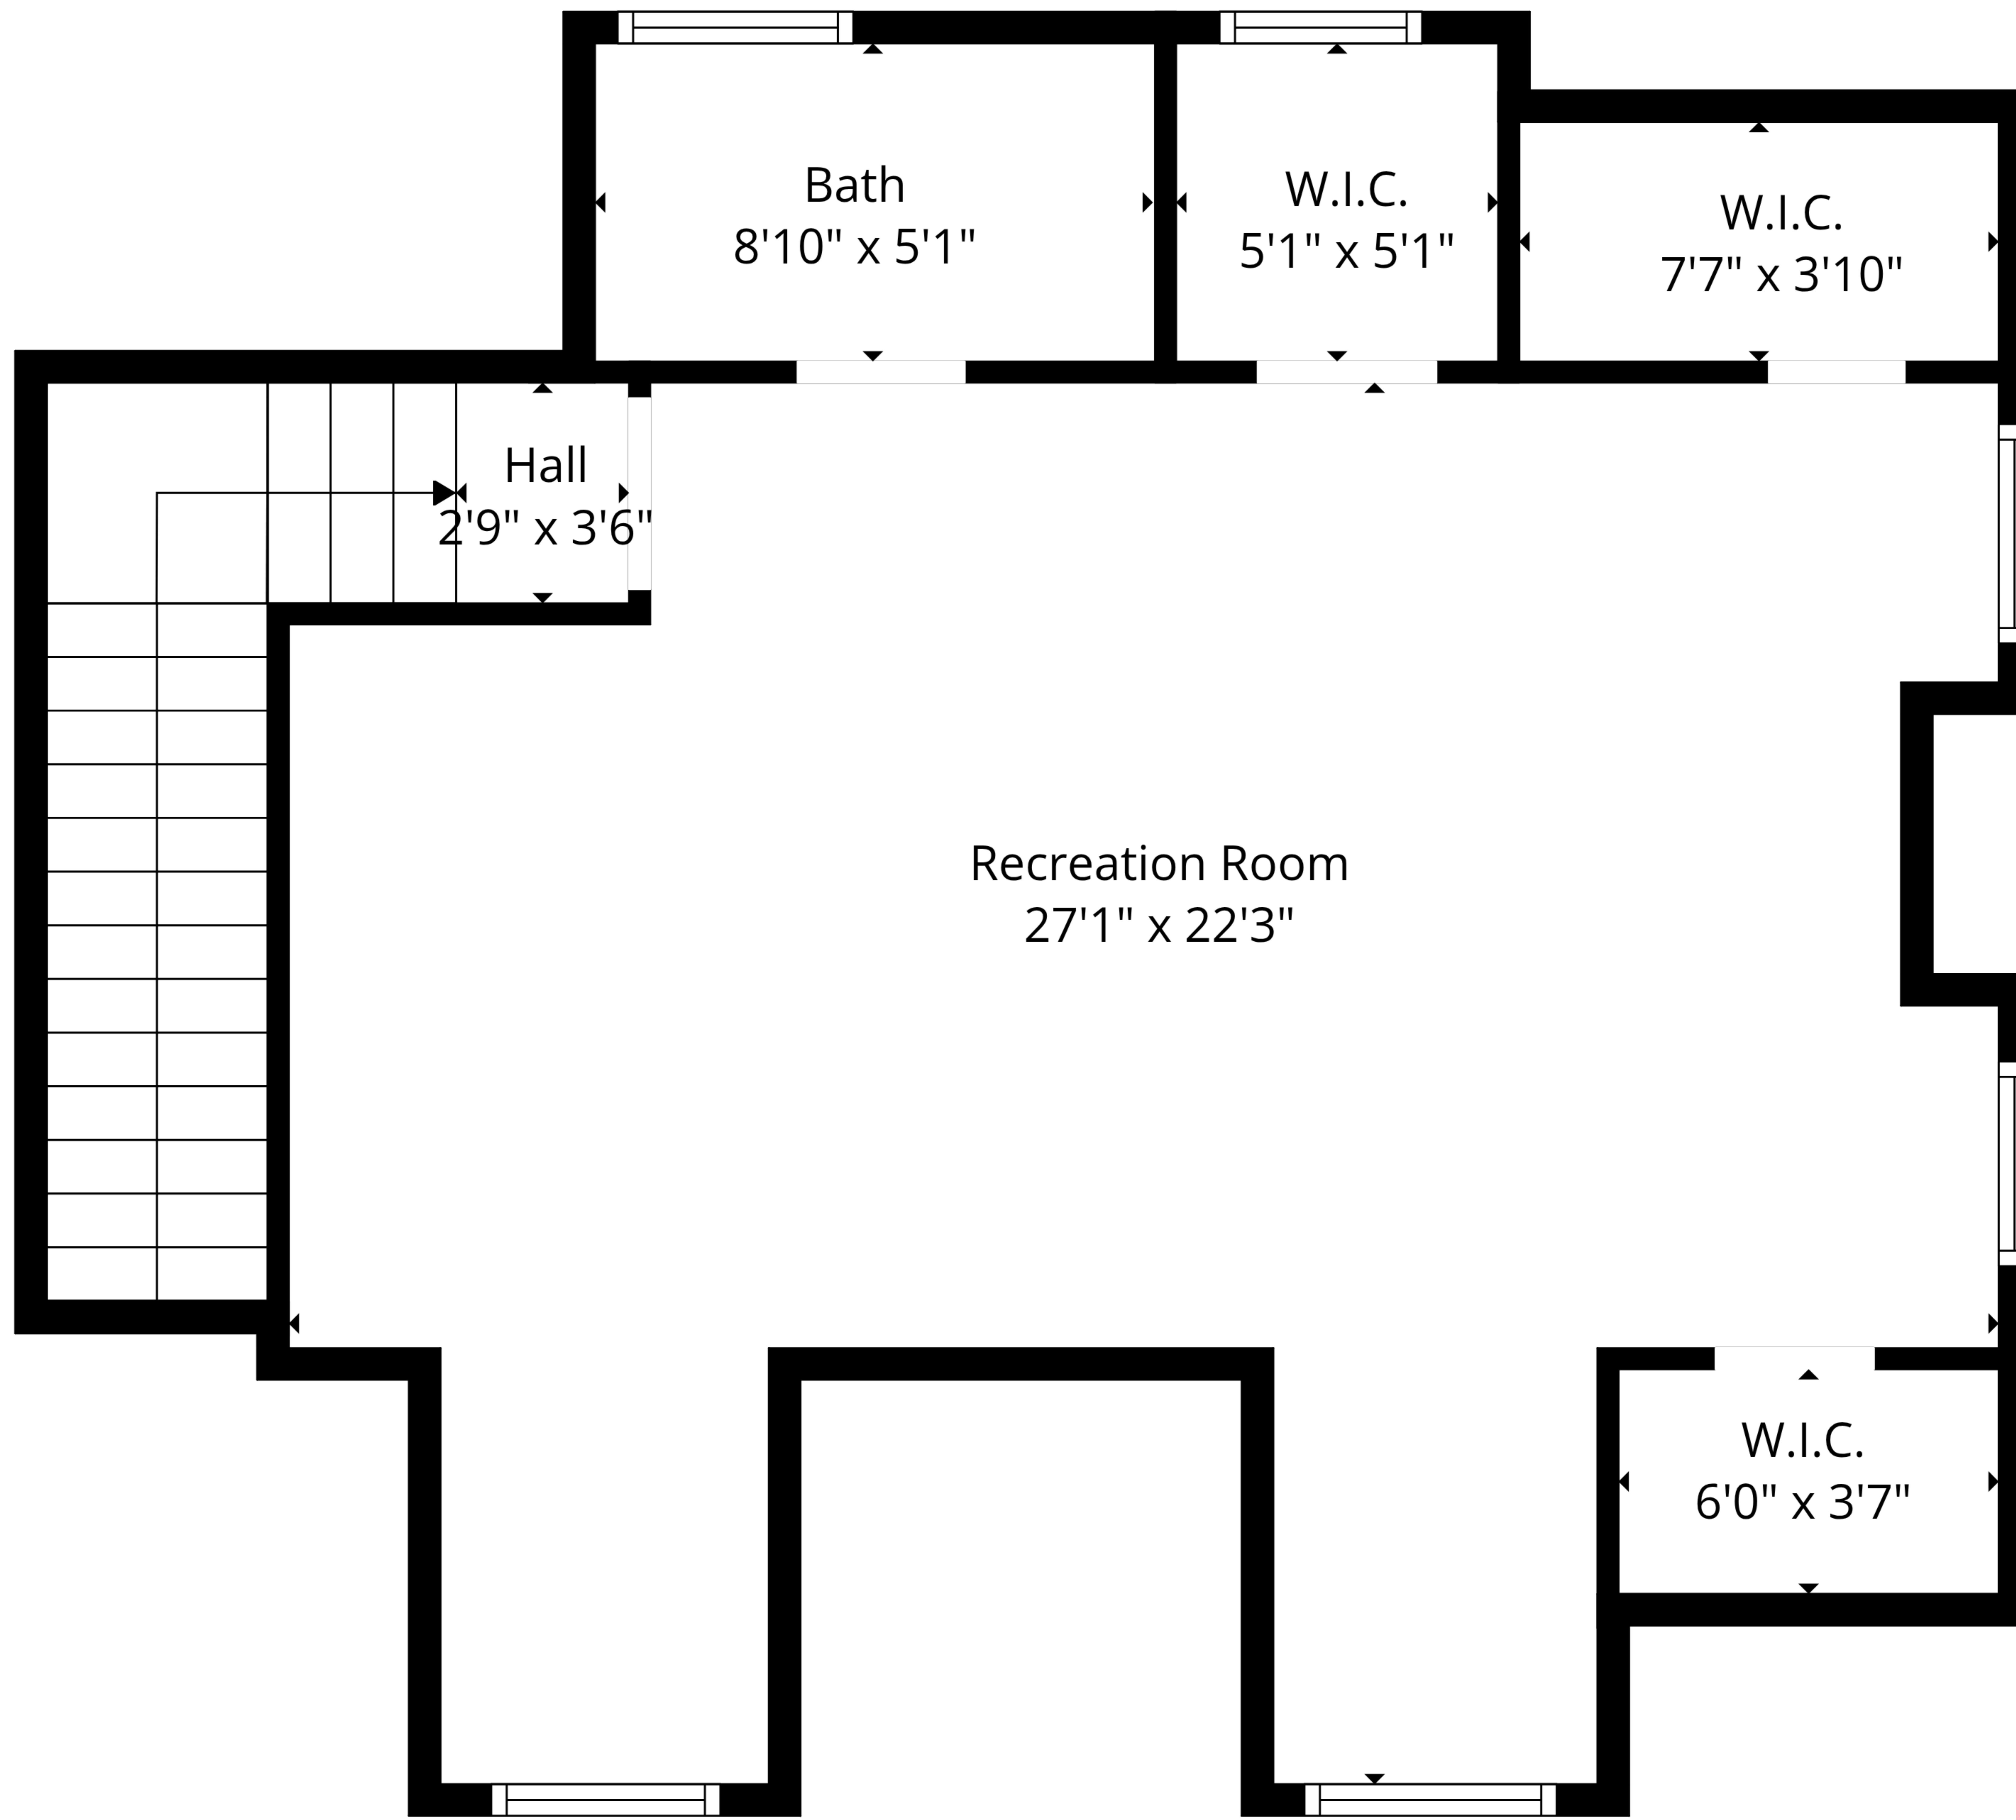 Bath
8'10" x 5'1"
W.I.C.
5'1" x 5'1"
W.I.C.
7'7" x 3'10"
Hall
2'9" x 3'6"
Recreation Room
27'1" x 22'3"
W.I.C.
6'0" x 3'7"